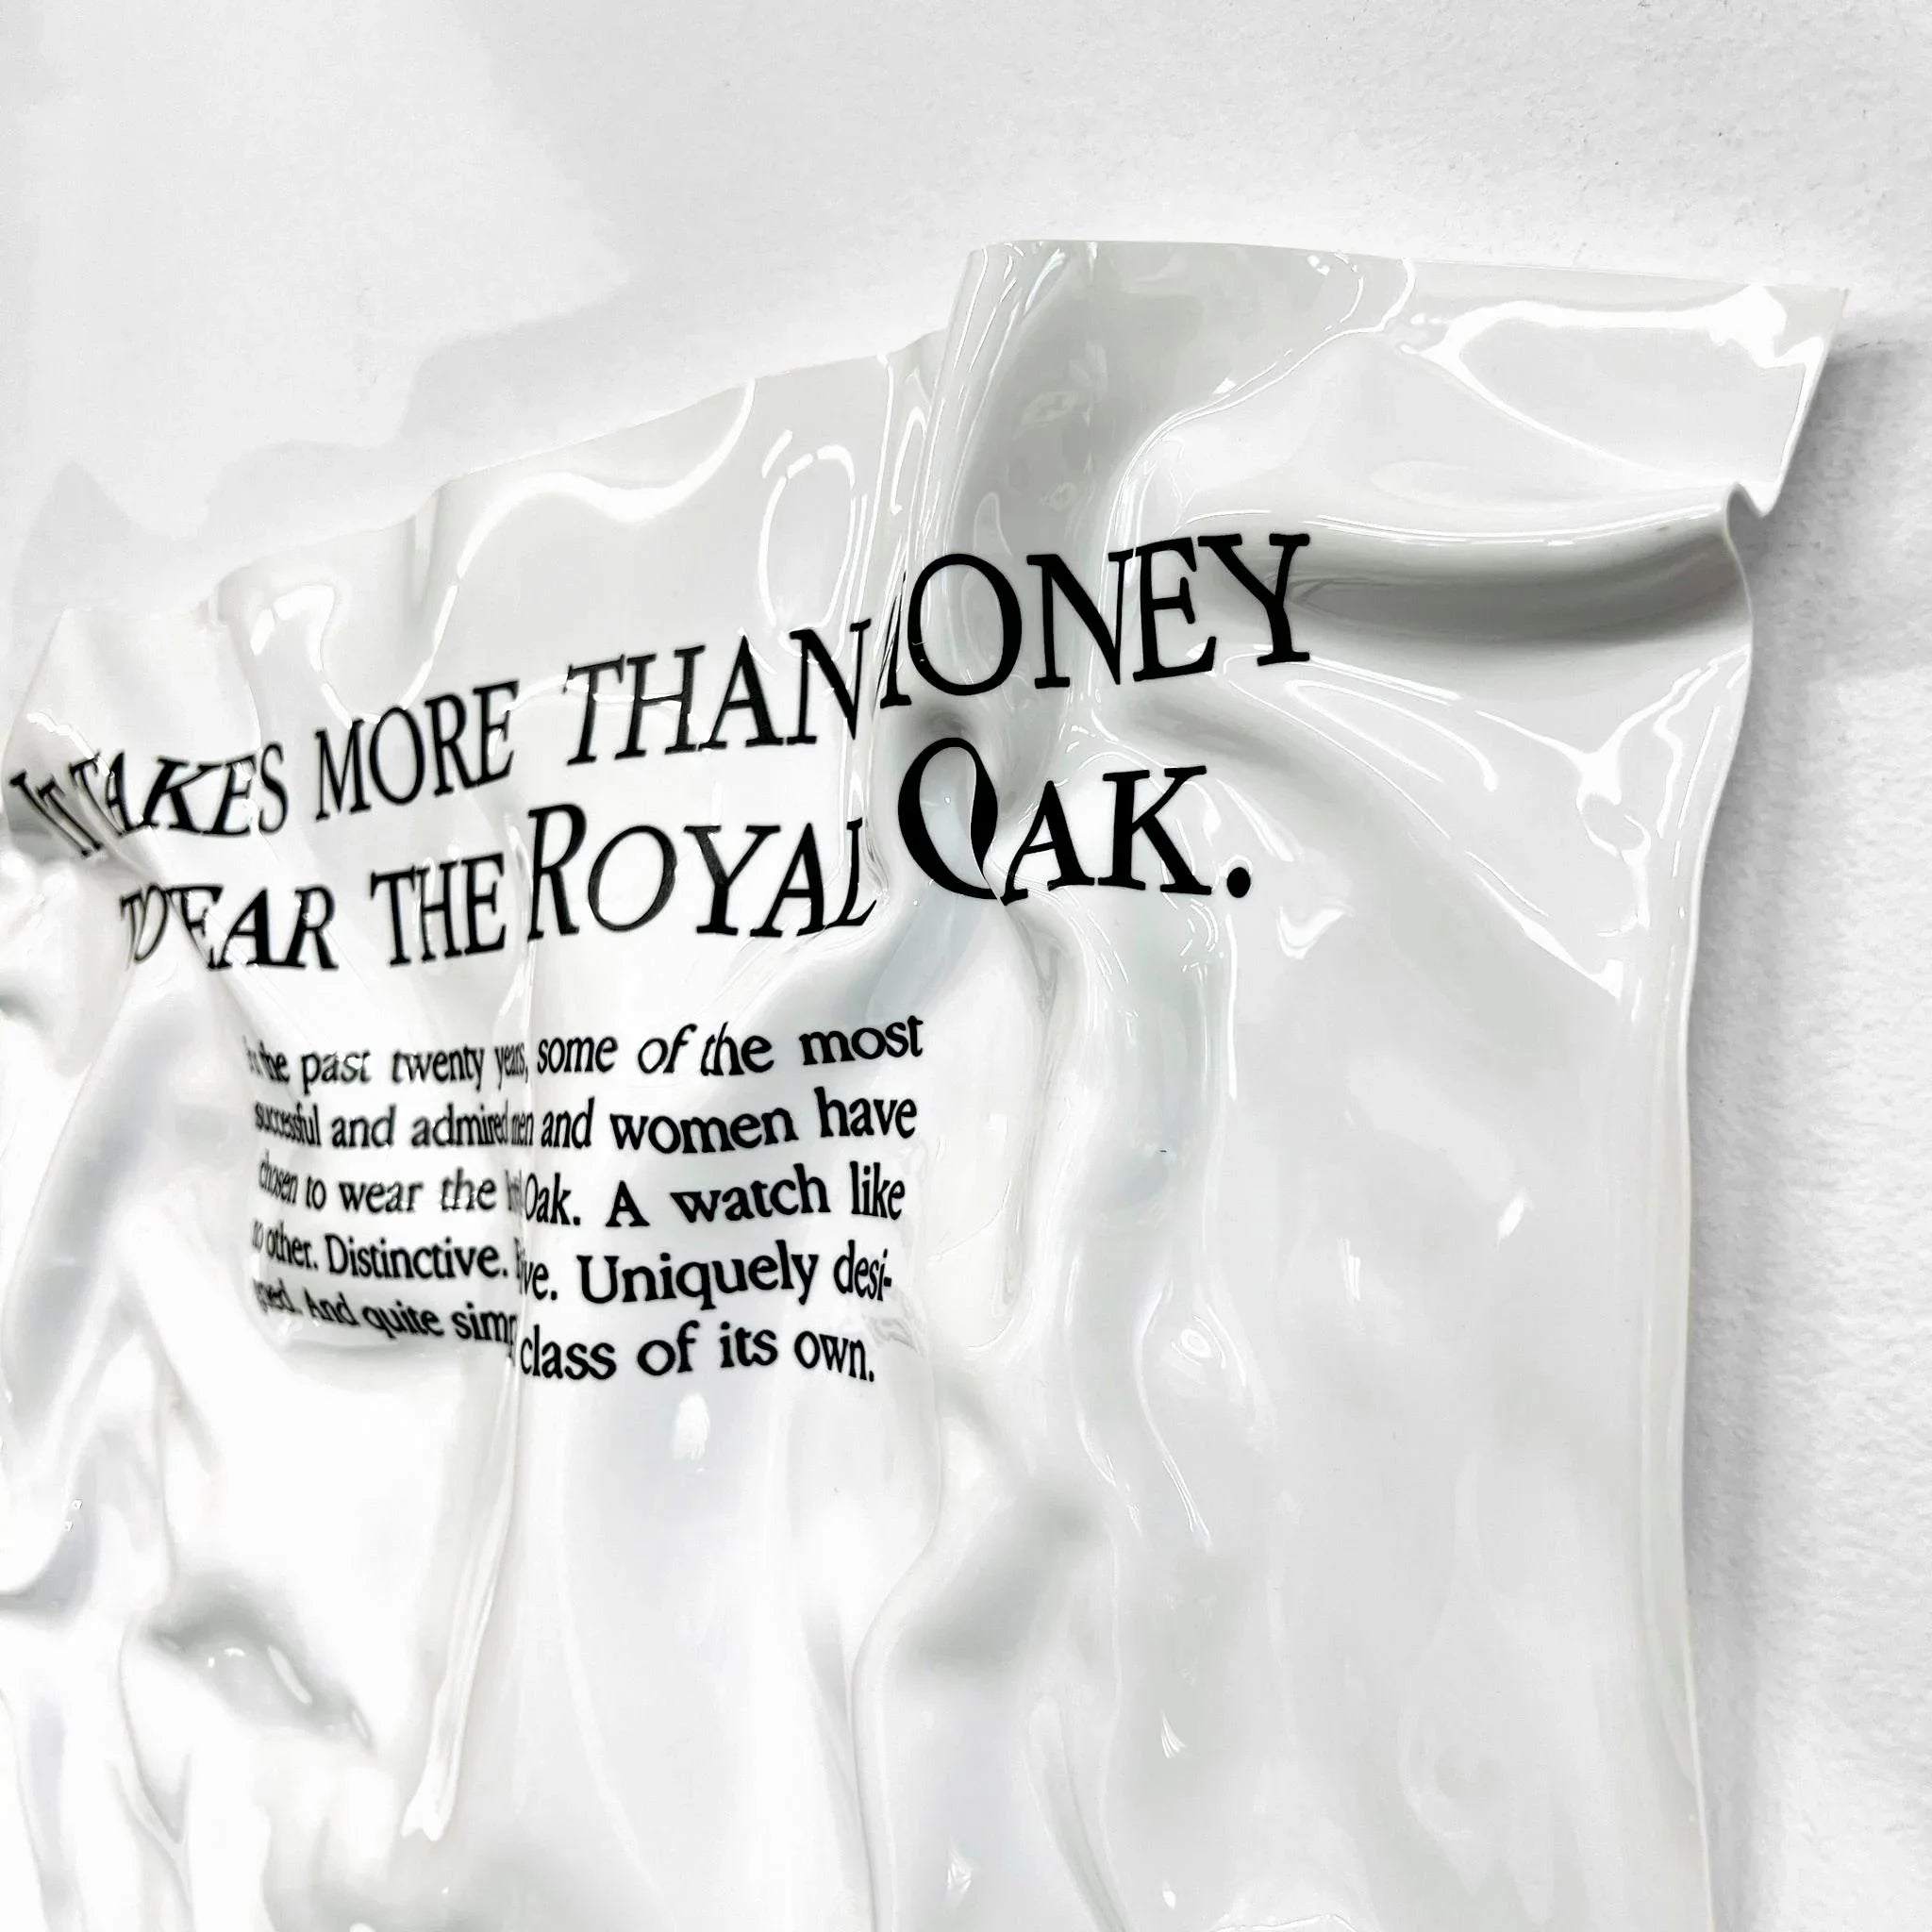 IT TAKES MORE THAN MONEY
TO WEAR THE ROYAL OAK.
In the past twenty years, some of the most
successful and admired men and women have
chosen to wear the Oak. A watch like
no other. Distinctive. Uniquely desi-
gned. And quite class of its own.